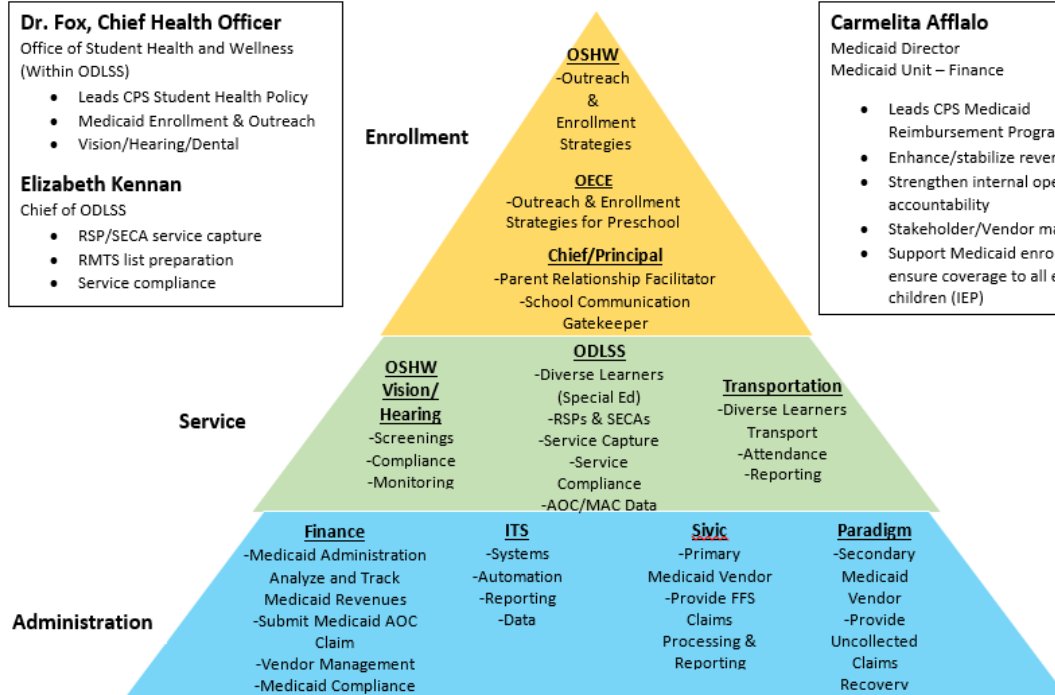 Dr. Fox, Chief Health Officer
Office of Student Health and Wellness
(Within ODLSS)
• Leads CPS Student Health Policy
• Medicaid Enrollment & Outreach
• Vision/Hearing/Dental
Elizabeth Kennan
Chief of ODLSS
• RSP/SECA service capture
• RMTS list preparation
• Service compliance
Carmelita Afflalo
Medicaid Director
Medicaid Unit – Finance
• Leads CPS Medicaid
Reimbursement
• Enhance/stabilize
• Strengthen internal
accountability
• Stakeholder/Vendor
• Support Medicaid
ensure coverage to all
children (IEP)
Enrollment
OSHW
-Outreach
&
Enrollment
Strategies
OECE
-Outreach & Enrollment
Strategies for Preschool
Chief/Principal
-Parent Relationship Facilitator
-School Communication
Gatekeeper
Service
OSHW
Vision/
Hearing
-Screenings
-Compliance
-Monitoring
ODLSS
-Diverse Learners
(Special Ed)
-RSPs & SECAs
-Service Capture
-Service
Compliance
-AOC/MAC Data
Transportation
-Diverse Learners
Transport
-Attendance
-Reporting
Administration
Finance
-Medicaid Administration
Analyze and Track
Medicaid Revenues
-Submit Medicaid AOC
Claim
-Vendor Management
-Medicaid Compliance
ITS
-Systems
-Automation
-Reporting
-Data
Sivic
-Primary
Medicaid Vendor
-Provide FFS
Claims
Processing &
Reporting
Paradigm
-Secondary
Medicaid
Vendor
-Provide
Uncollected
Claims
Recovery